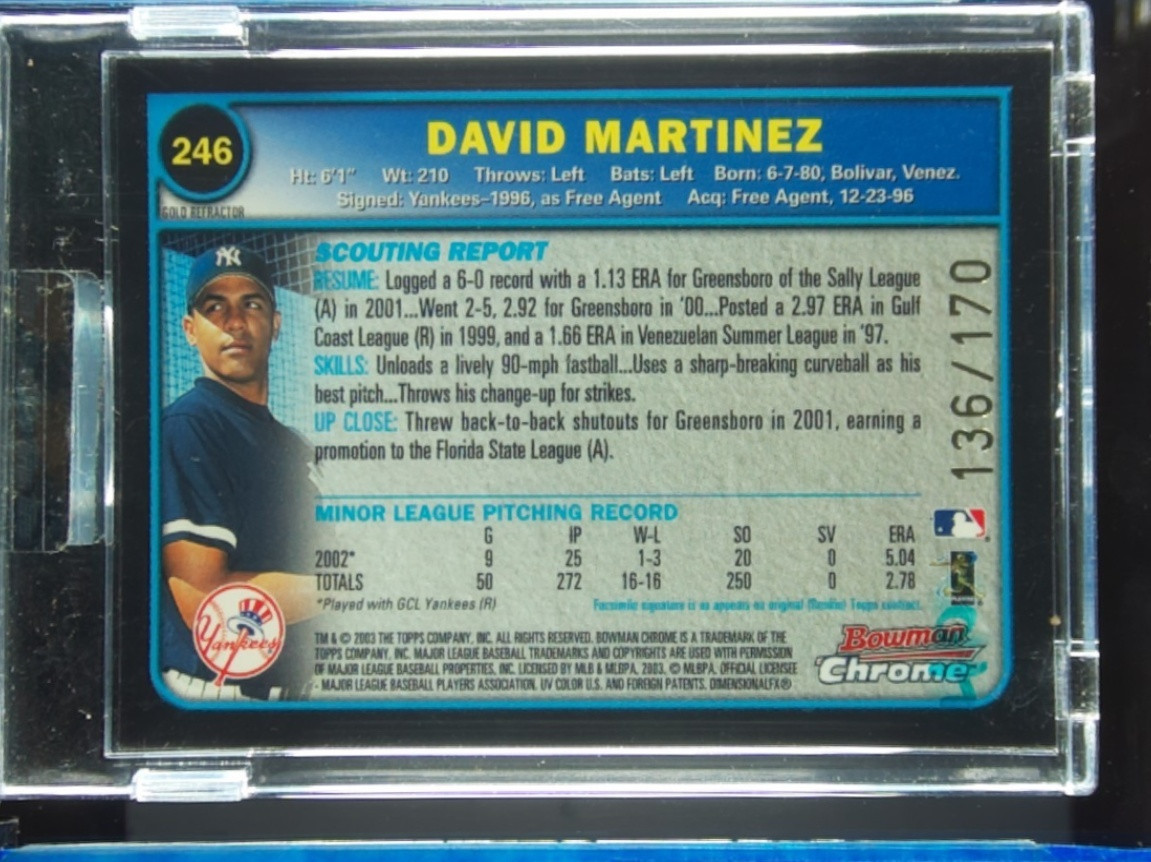 246
DAVID MARTINEZ
Ht: 6'1" Wt: 210 Throws: Left Bats: Left Born: 6-7-80, Bolivar, Venez.
Signed: Yankees–1996, as Free Agent Acq: Free Agent, 12-23-96
GOLD REFRACTOR
NY
SCOUTING REPORT
RESUME: Logged a 6-0 record with a 1.13 ERA for Greensboro of the Sally League
(A) in 2001...Went 2-5, 2.92 for Greensboro in '00...Posted a 2.97 ERA in Gulf
Coast League (R) in 1999, and a 1.66 ERA in Venezuelan Summer League in '97.
SKILLS: Unloads a lively 90-mph fastball...Uses a sharp-breaking curveball as his
best pitch...Throws his change-up for strikes.
UP CLOSE: Threw back-to-back shutouts for Greensboro in 2001, earning a
promotion to the Florida State League (A).
136/170
MINOR LEAGUE PITCHING RECORD
G IP W-L SO SV ERA
2002* 9 25 1-3 20 0 5.04
TOTALS 50 272 16-16 250 0 2.78
*Played with GCL Yankees (R) Facsimile signature is as appears on original (Rookie) Topps contract.
Yankees
TM & © 2003 THE TOPPS COMPANY, INC. ALL RIGHTS RESERVED. BOWMAN CHROME IS A TRADEMARK OF THE
TOPPS COMPANY, INC. MAJOR LEAGUE BASEBALL TRADEMARKS AND COPYRIGHTS ARE USED WITH PERMISSION
OF MAJOR LEAGUE BASEBALL PROPERTIES, INC. LICENSED BY MLB & MLBPA, 2003. © MLBPA, OFFICIAL LICENSEE
- MAJOR LEAGUE BASEBALL PLAYERS ASSOCIATION. UV COLOR U.S. AND FOREIGN PATENTS. DIMENSIONALFX®
Bowman
Chrome